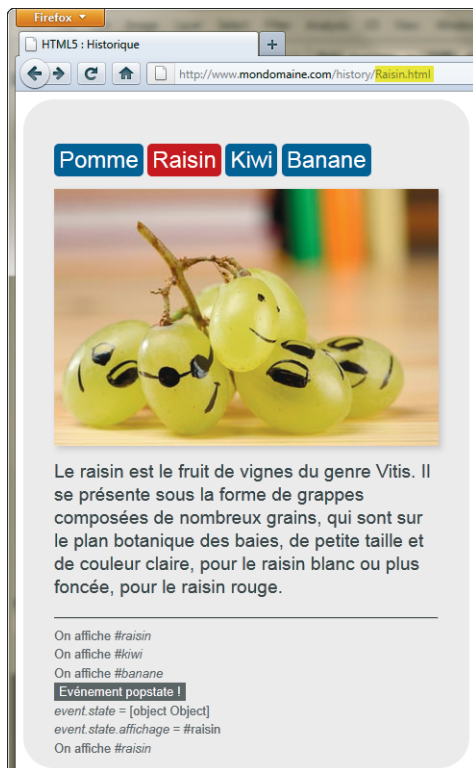 Firefox
HTML5 : Historique
+
http://www.mondomaine.com/history/Raisin.html
Pomme Raisin Kiwi Banane
Le raisin est le fruit de vignes du genre Vitis. Il
se présente sous la forme de grappes
composées de nombreux grains, qui sont sur
le plan botanique des baies, de petite taille et
de couleur claire, pour le raisin blanc ou plus
foncée, pour le raisin rouge.
On affiche #raisin
On affiche #kiwi
On affiche #banane
Evénement popstate !
event.state = [object Object]
event.state.affichage = #raisin
On affiche #raisin